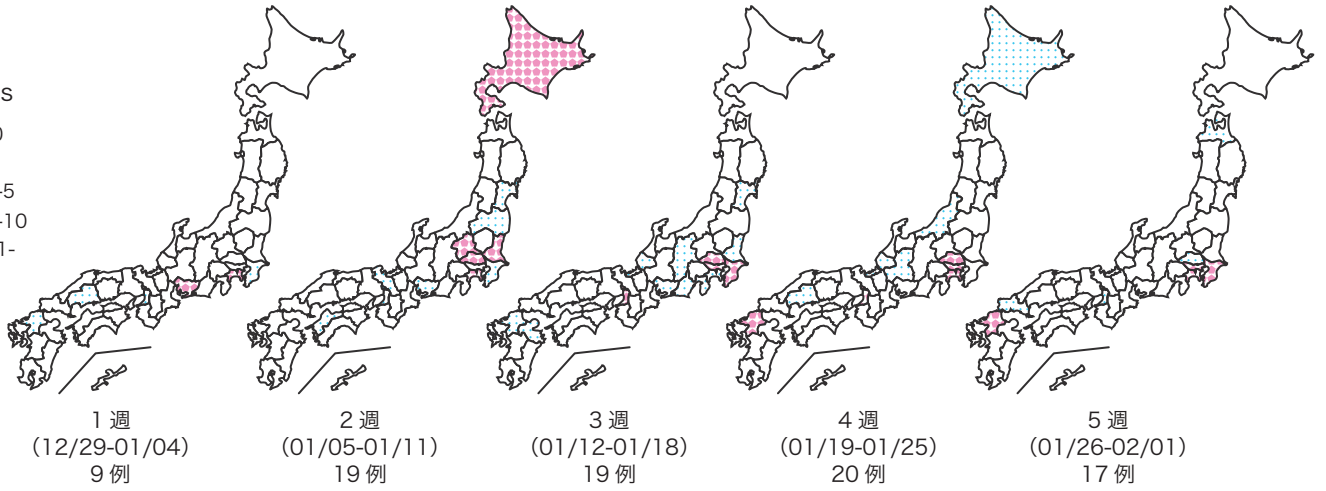 s
0
-5
-10
1-
1 週
（12/29-01/04）
9 例
2 週
（01/05-01/11）
19 例
3 週
（01/12-01/18）
19 例
4 週
（01/19-01/25）
20 例
5 週
（01/26-02/01）
17 例